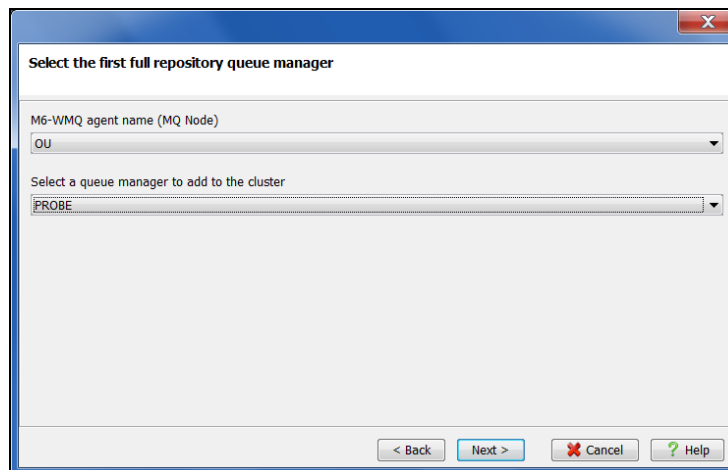 Select the first full repository queue manager
M6-WMQ agent name (MQ Node)
OU
Select a queue manager to add to the cluster
PROBE
< Back Next > Cancel ? Help